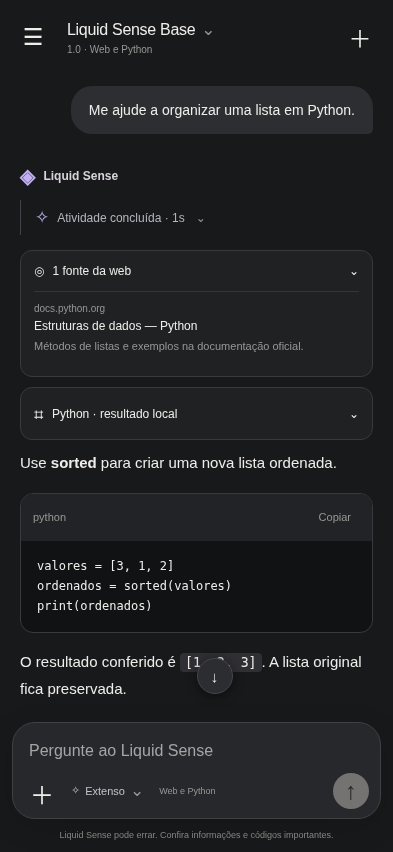 Liquid Sense Base
1.0 · Web e Python
Me ajude a organizar uma lista em Python.
Liquid Sense
Atividade concluída · 1s
1 fonte da web
docs.python.org
Estruturas de dados — Python
Métodos de listas e exemplos na documentação oficial.
Python · resultado local
Use sorted para criar uma nova lista ordenada.
python Copiar
valores = [3, 1, 2]
ordenados = sorted(valores)
print(ordenados)
O resultado conferido é [1, 2, 3]. A lista original
fica preservada.
Pergunte ao Liquid Sense
Extenso Web e Python
Liquid Sense pode errar. Confira informações e códigos importantes.